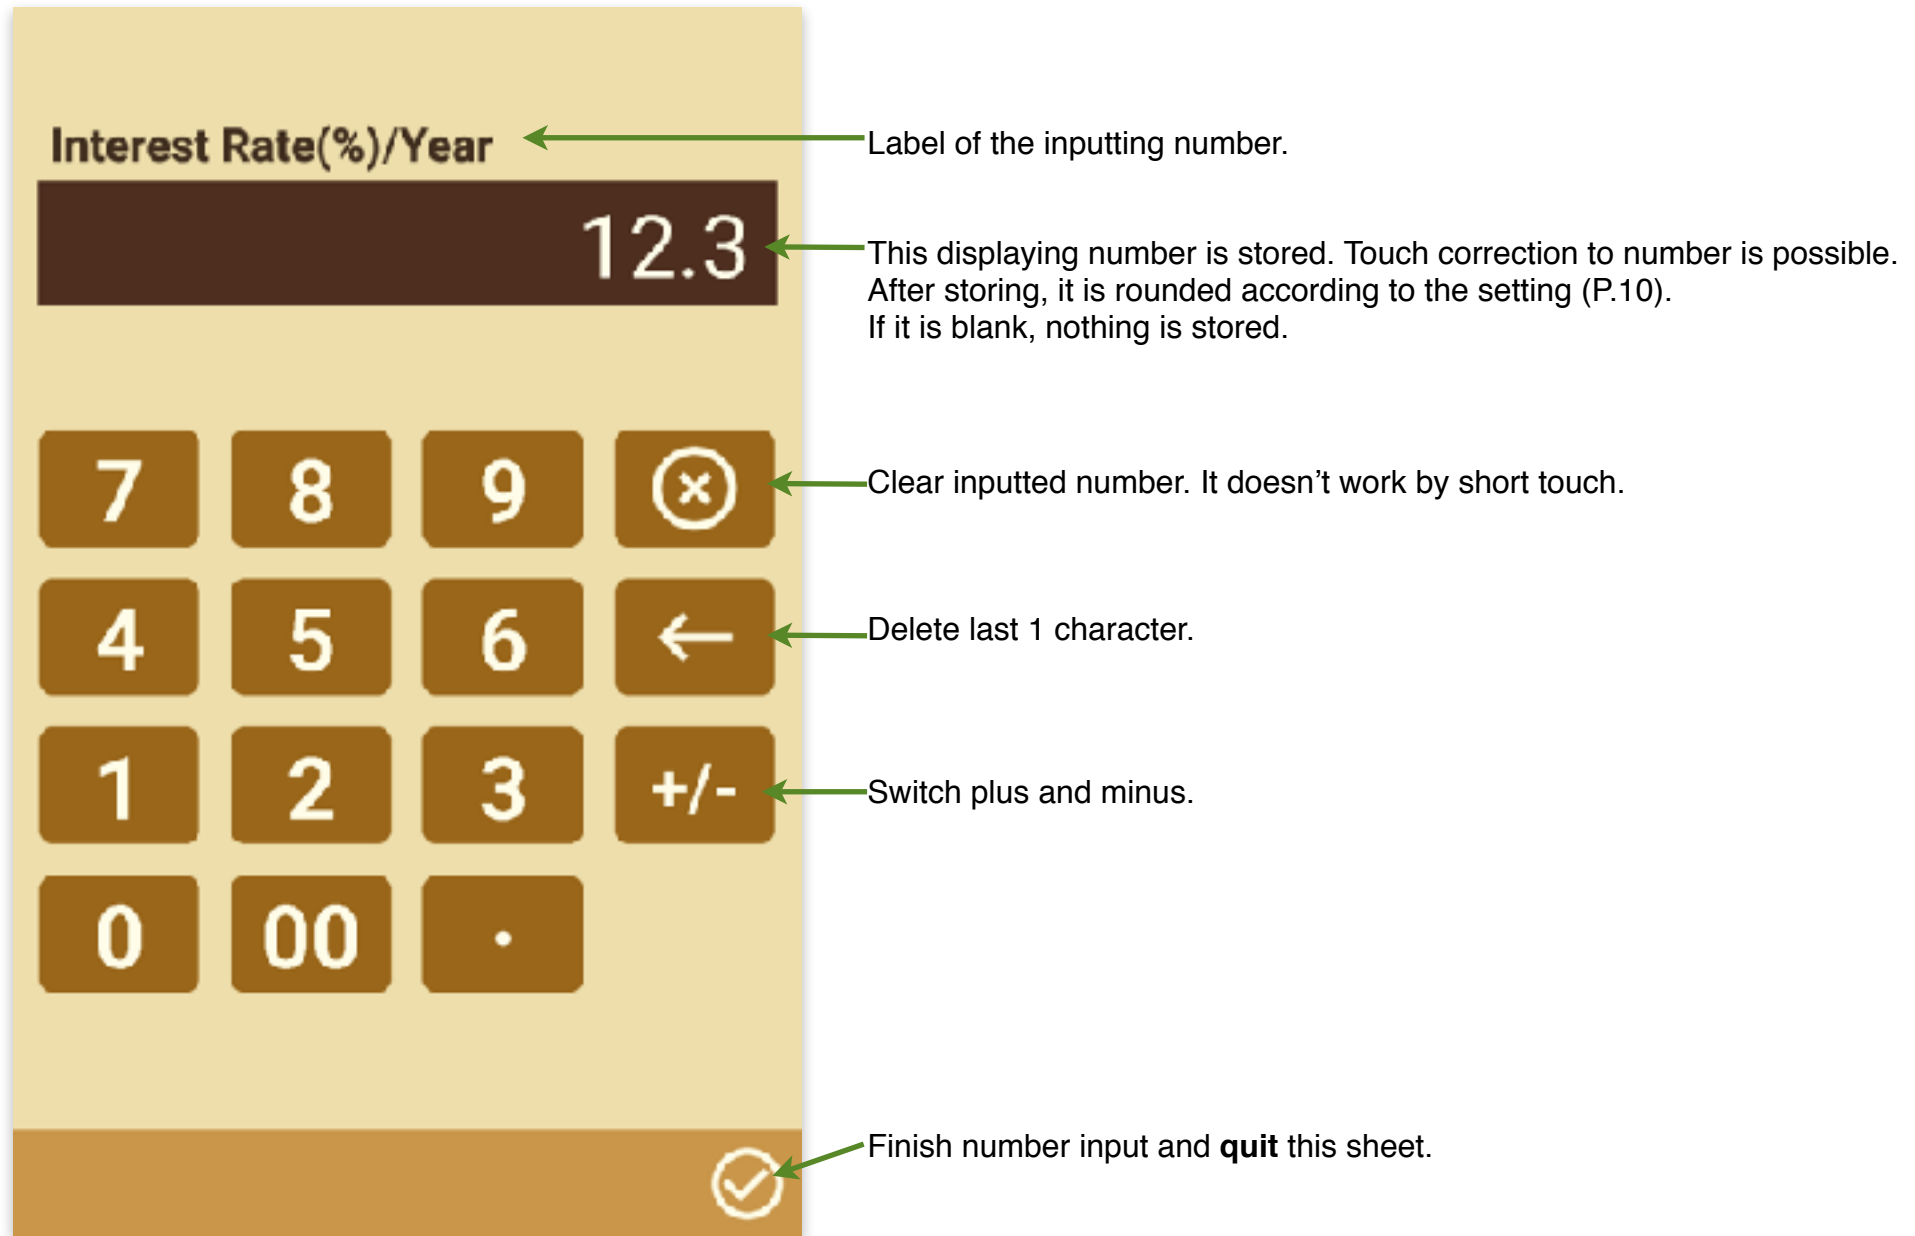 Interest Rate(%)/Year
Label of the inputting number.
12.3
This displaying number is stored. Touch correction to number is possible.
After storing, it is rounded according to the setting (P.10).
If it is blank, nothing is stored.
7 8 9
Clear inputted number. It doesn’t work by short touch.
4 5 6
Delete last 1 character.
1 2 3 +/-
Switch plus and minus.
0 00 .
Finish number input and quit this sheet.